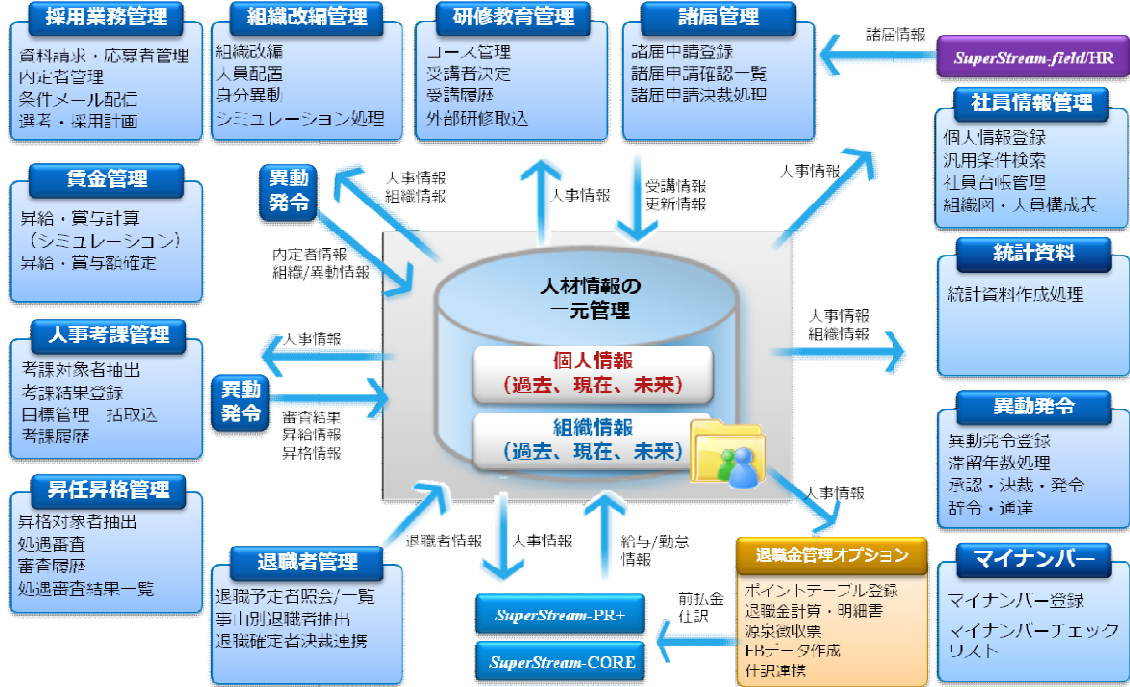 採用業務管理
資料請求・応募者管理
内定者管理
条件メール配信
選考・採用計画
組織改編管理
組織改編
人員配置
身分異動
シミュレーション処理
研修教育管理
コース管理
受講者決定
受講履歴
外部研修取込
諸届管理
諸届申請登録
諸届申請確認一覧
諸届申請決裁処理
諸届情報
SuperStream-field/HR
社員情報管理
個人情報登録
汎用条件検索
社員台帳管理
組織図・人員構成表
賃金管理
昇給・賞与計算
（シミュレーション）
昇給・賞与額確定
異動
発令
人事情報
組織情報
内定者情報
組織/異動情報
人事情報
受講情報
更新情報
人事情報
人材情報の
一元管理
個人情報
（過去、現在、未来）
組織情報
（過去、現在、未来）
統計資料
統計資料作成処理
人事情報
組織情報
人事考課管理
考課対象者抽出
考課結果登録
目標管理一括取込
考課履歴
人事情報
異動
発令
審査結果
昇給情報
昇格情報
異動発令
異動発令登録
滞留年数処理
承認・決裁・発令
辞令・通達
昇任昇格管理
昇格対象者抽出
処遇審査
審査履歴
処遇審査結果一覧
退職者管理
退職予定者照会/一覧
事由別退職者抽出
退職確定者決裁連携
退職者情報
人事情報
給与/勤怠
情報
人事情報
SuperStream-PR+
SuperStream-CORE
前払金
仕訳
退職金管理オプション
ポイントテーブル登録
退職金計算・明細書
源泉徴収票
FBデータ作成
仕訳連携
マイナンバー
マイナンバー登録
マイナンバーチェック
リスト